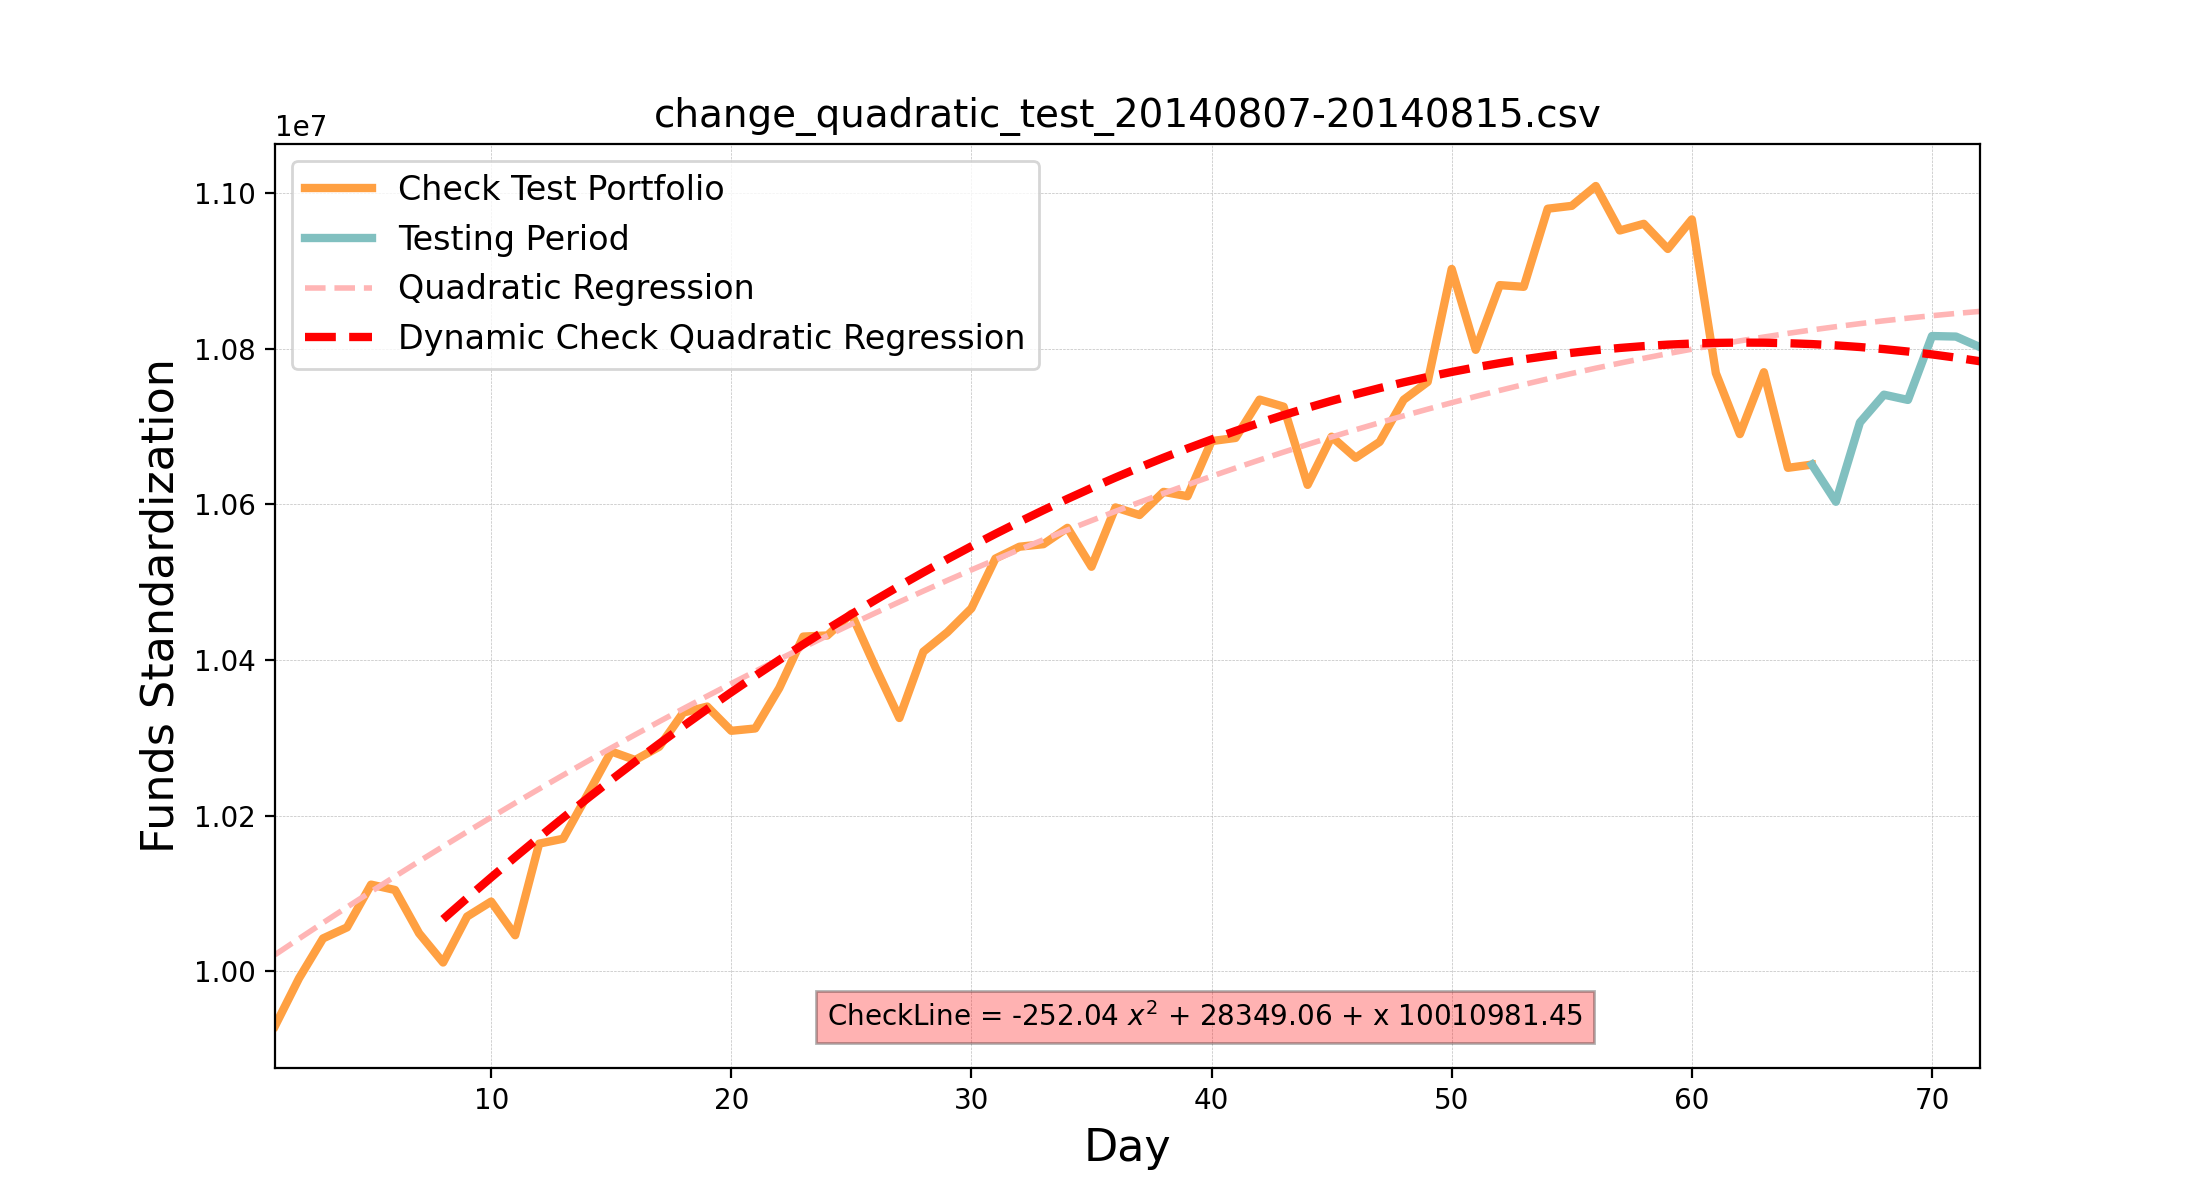 change_quadratic_test_20140807-20140815.csv
1e7
Check Test Portfolio
Testing Period
Quadratic Regression
Dynamic Check Quadratic Regression
1.10
1.08
1.06
1.04
1.02
1.00
Funds Standardization
CheckLine = -252.04 x² + 28349.06 + x 10010981.45
10 20 30 40 50 60 70
Day